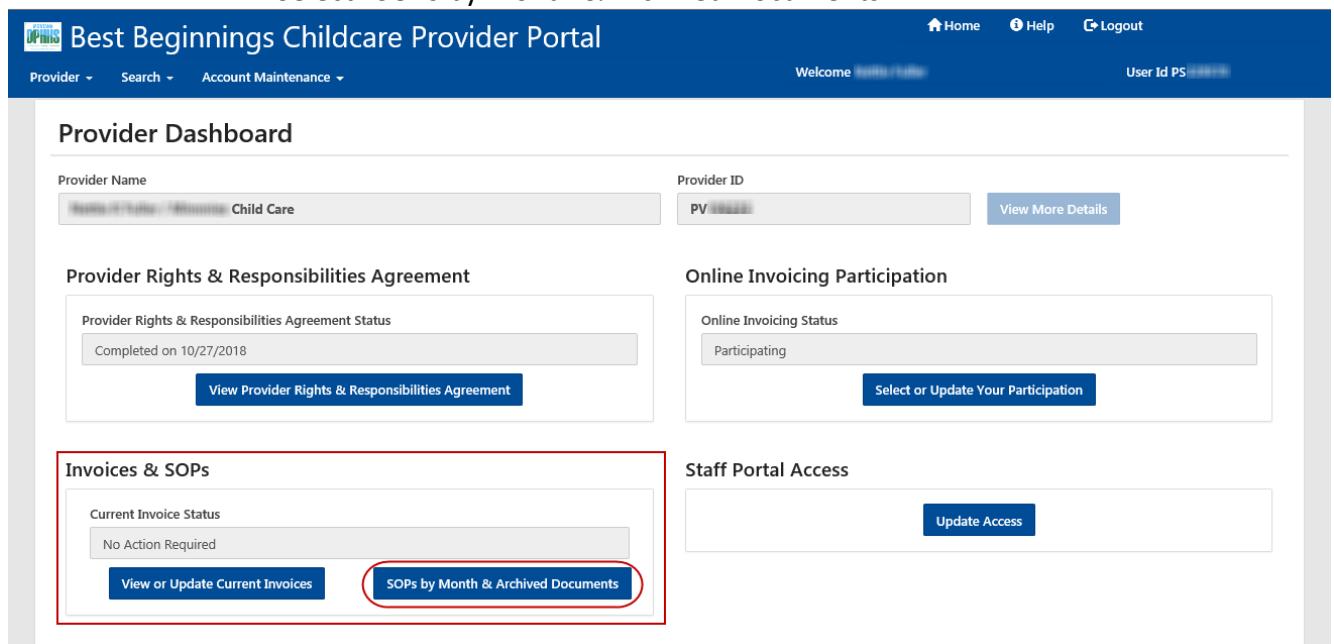 Best Beginnings Childcare Provider Portal
Home Help Logout
Provider Search Account Maintenance Welcome User Id PS
Provider Dashboard
Provider Name Provider ID
Child Care PV View More Details
Provider Rights & Responsibilities Agreement Online Invoicing Participation
Provider Rights & Responsibilities Agreement Status Online Invoicing Status
Completed on 10/27/2018 Participating
View Provider Rights & Responsibilities Agreement Select or Update Your Participation
Invoices & SOPs Staff Portal Access
Current Invoice Status
Update Access
No Action Required
View or Update Current Invoices SOPs by Month & Archived Documents